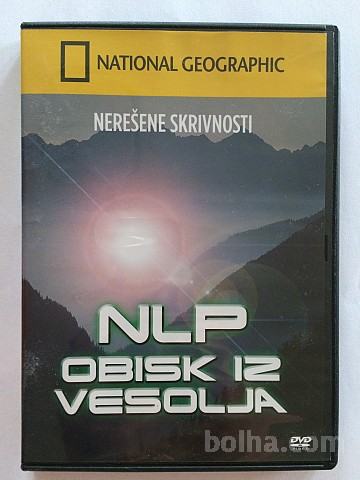 NATIONAL GEOGRAPHIC
NEREŠENE SKRIVNOSTI
NLP
OBISK IZ
VESOLJA
DVD
bolha.com